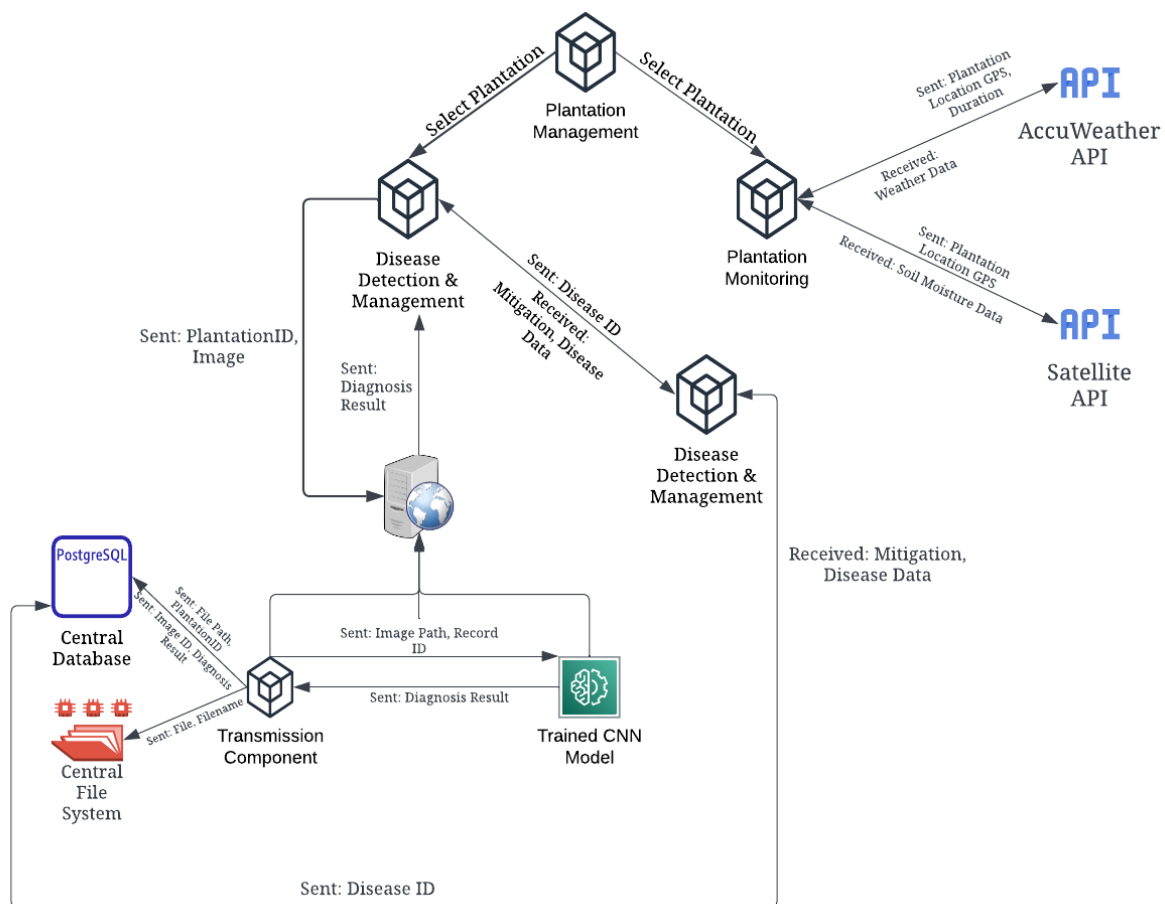 Plantation
Management
Select Plantation
Select Plantation
Sent: Plantation
Location GPS,
Duration
API
AccuWeather
API
Received:
Weather Data
Plantation
Monitoring
Sent: Plantation
Location GPS
Received: Soil Moisture Data
API
Satellite
API
Disease
Detection &
Management
Sent: Disease ID
Received:
Mitigation, Disease
Data
Sent: PlantationID,
Image
Sent:
Diagnosis
Result
Disease
Detection &
Management
PostgreSQL
Central
Database
Sent: File Path,
PlantationID
Sent: Image ID, Diagnosis
Result
Received: Mitigation,
Disease Data
Sent: Image Path, Record
ID
Sent: Diagnosis Result
Sent: File, Filename
Transmission
Component
Trained CNN
Model
Central
File
System
Sent: Disease ID